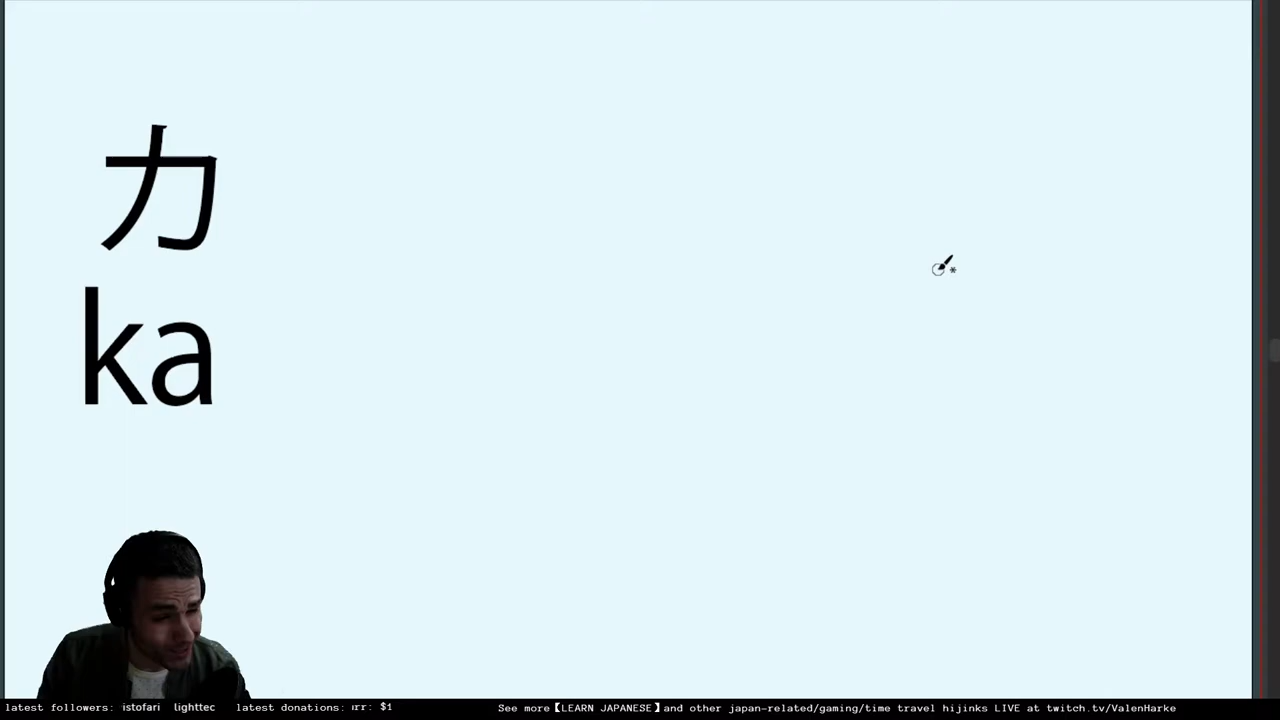 カ
ka
latest followers: istofari lighttec latest donations: ırr: $1 See more【LEARN JAPANESE】and other japan-related/gaming/time travel hijinks LIVE at twitch.tv/ValenHarke